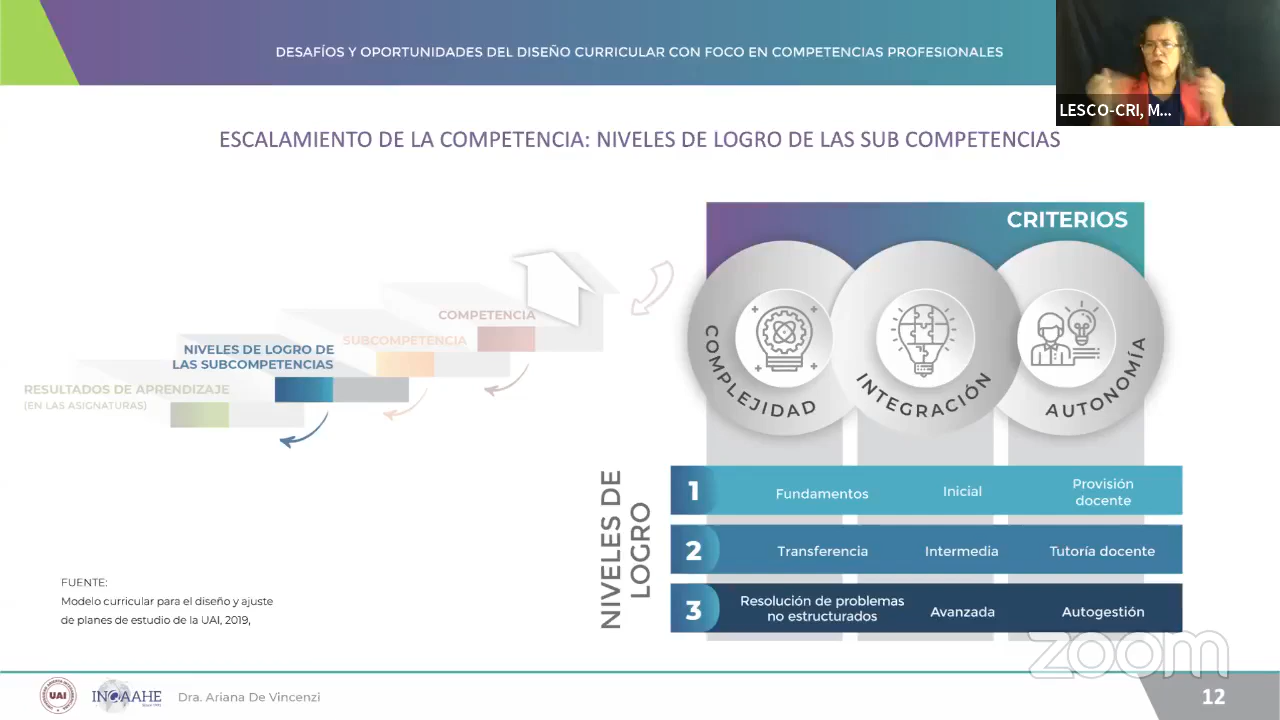 DESAFÍOS Y OPORTUNIDADES DEL DISEÑO CURRICULAR CON FOCO EN COMPETENCIAS PROFESIONALES
LESCO-CRI, M...
ESCALAMIENTO DE LA COMPETENCIA: NIVELES DE LOGRO DE LAS SUB COMPETENCIAS
COMPETENCIA
SUBCOMPETENCIA
NIVELES DE LOGRO DE
LAS SUBCOMPETENCIAS
RESULTADOS DE APRENDIZAJE
(EN LAS ASIGNATURAS)
CRITERIOS
COMPLEJIDAD
INTEGRACIÓN
AUTONOMÍA
NIVELES DE
LOGRO
1
Fundamentos
Inicial
Provisión
docente
2
Transferencia
Intermedia
Tutoría docente
3
Resolución de problemas
no estructurados
Avanzada
Autogestión
FUENTE:
Modelo curricular para el diseño y ajuste
de planes de estudio de la UAI, 2019,
zoom
UAI
INQAAHE
Dra. Ariana De Vincenzi
12